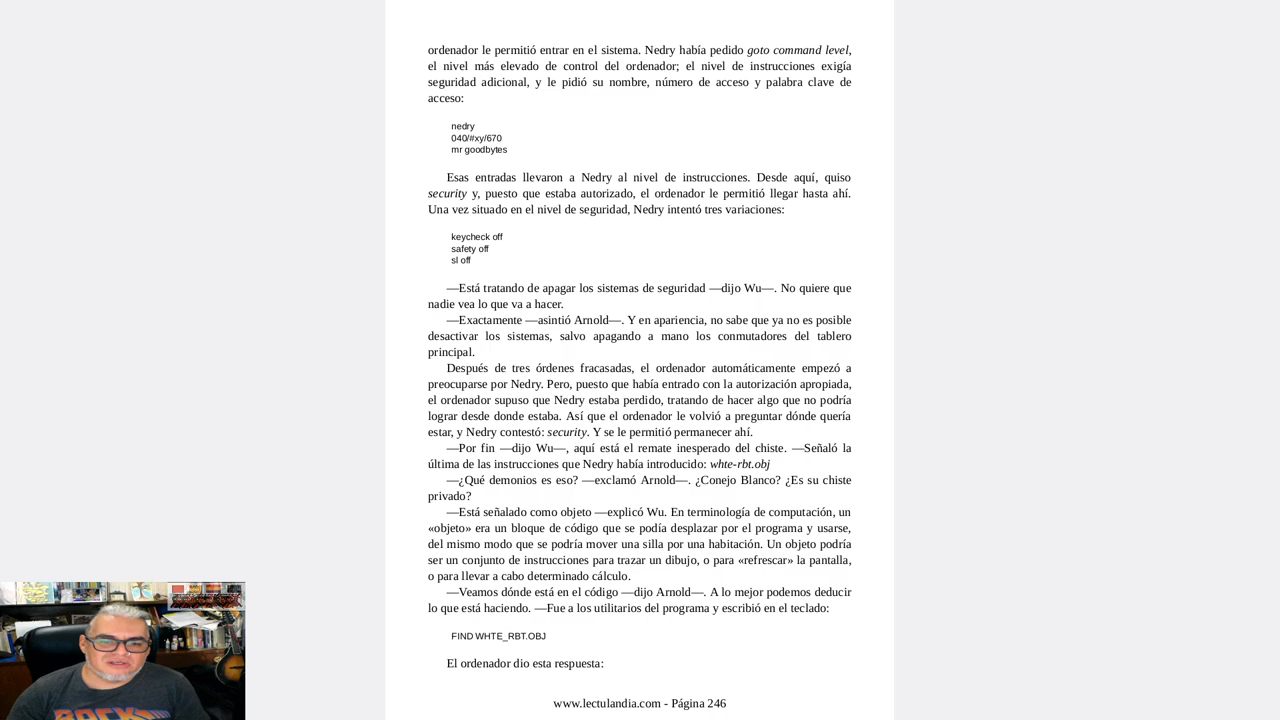 ordenador le permitió entrar en el sistema. Nedry había pedido goto command level,
el nivel más elevado de control del ordenador; el nivel de instrucciones exigía
seguridad adicional, y le pidió su nombre, número de acceso y palabra clave de
acceso:
nedry
040/#xy/670
mr goodbytes
Esas entradas llevaron a Nedry al nivel de instrucciones. Desde aquí, quiso
security y, puesto que estaba autorizado, el ordenador le permitió llegar hasta ahí.
Una vez situado en el nivel de seguridad, Nedry intentó tres variaciones:
keycheck off
safety off
sl off
—Está tratando de apagar los sistemas de seguridad —dijo Wu—. No quiere que
nadie vea lo que va a hacer.
—Exactamente —asintió Arnold—. Y en apariencia, no sabe que ya no es posible
desactivar los sistemas, salvo apagando a mano los conmutadores del tablero
principal.
Después de tres órdenes fracasadas, el ordenador automáticamente empezó a
preocuparse por Nedry. Pero, puesto que había entrado con la autorización apropiada,
el ordenador supuso que Nedry estaba perdido, tratando de hacer algo que no podría
lograr desde donde estaba. Así que el ordenador le volvió a preguntar dónde quería
estar, y Nedry contestó: security. Y se le permitió permanecer ahí.
—Por fin —dijo Wu—, aquí está el remate inesperado del chiste. —Señaló la
última de las instrucciones que Nedry había introducido: whte-rbt.obj
—¿Qué demonios es eso? —exclamó Arnold—. ¿Conejo Blanco? ¿Es su chiste
privado?
—Está señalado como objeto —explicó Wu. En terminología de computación, un
«objeto» era un bloque de código que se podía desplazar por el programa y usarse,
del mismo modo que se podría mover una silla por una habitación. Un objeto podría
ser un conjunto de instrucciones para trazar un dibujo, o para «refrescar» la pantalla,
o para llevar a cabo determinado cálculo.
—Veamos dónde está en el código —dijo Arnold—. A lo mejor podemos deducir
lo que está haciendo. —Fue a los utilitarios del programa y escribió en el teclado:
FIND WHTE_RBT.OBJ
El ordenador dio esta respuesta:
www.lectulandia.com - Página 246